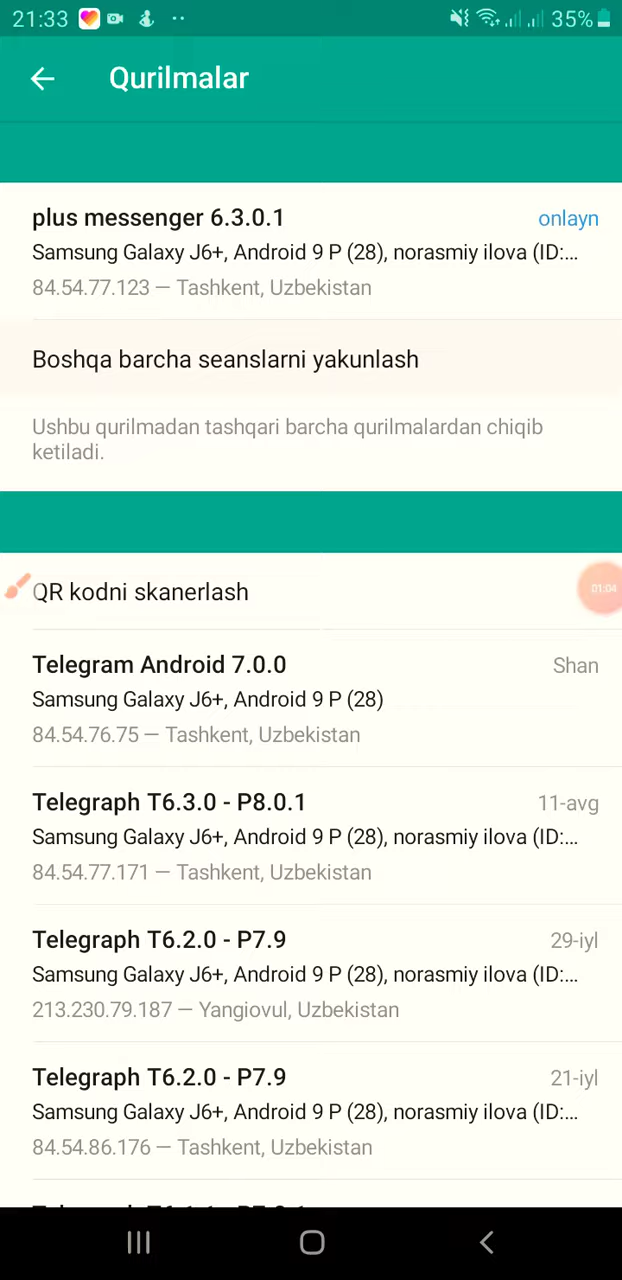 21:33
35%
Qurilmalar
plus messenger 6.3.0.1
onlayn
Samsung Galaxy J6+, Android 9 P (28), norasmiy ilova (ID:...
84.54.77.123 — Tashkent, Uzbekistan
Boshqa barcha seanslarni yakunlash
Ushbu qurilmadan tashqari barcha qurilmalardan chiqib
ketiladi.
QR kodni skanerlash
01:04
Telegram Android 7.0.0
Shan
Samsung Galaxy J6+, Android 9 P (28)
84.54.76.75 — Tashkent, Uzbekistan
Telegraph T6.3.0 - P8.0.1
11-avg
Samsung Galaxy J6+, Android 9 P (28), norasmiy ilova (ID:...
84.54.77.171 — Tashkent, Uzbekistan
Telegraph T6.2.0 - P7.9
29-iyl
Samsung Galaxy J6+, Android 9 P (28), norasmiy ilova (ID:...
213.230.79.187 — Yangiovul, Uzbekistan
Telegraph T6.2.0 - P7.9
21-iyl
Samsung Galaxy J6+, Android 9 P (28), norasmiy ilova (ID:...
84.54.86.176 — Tashkent, Uzbekistan